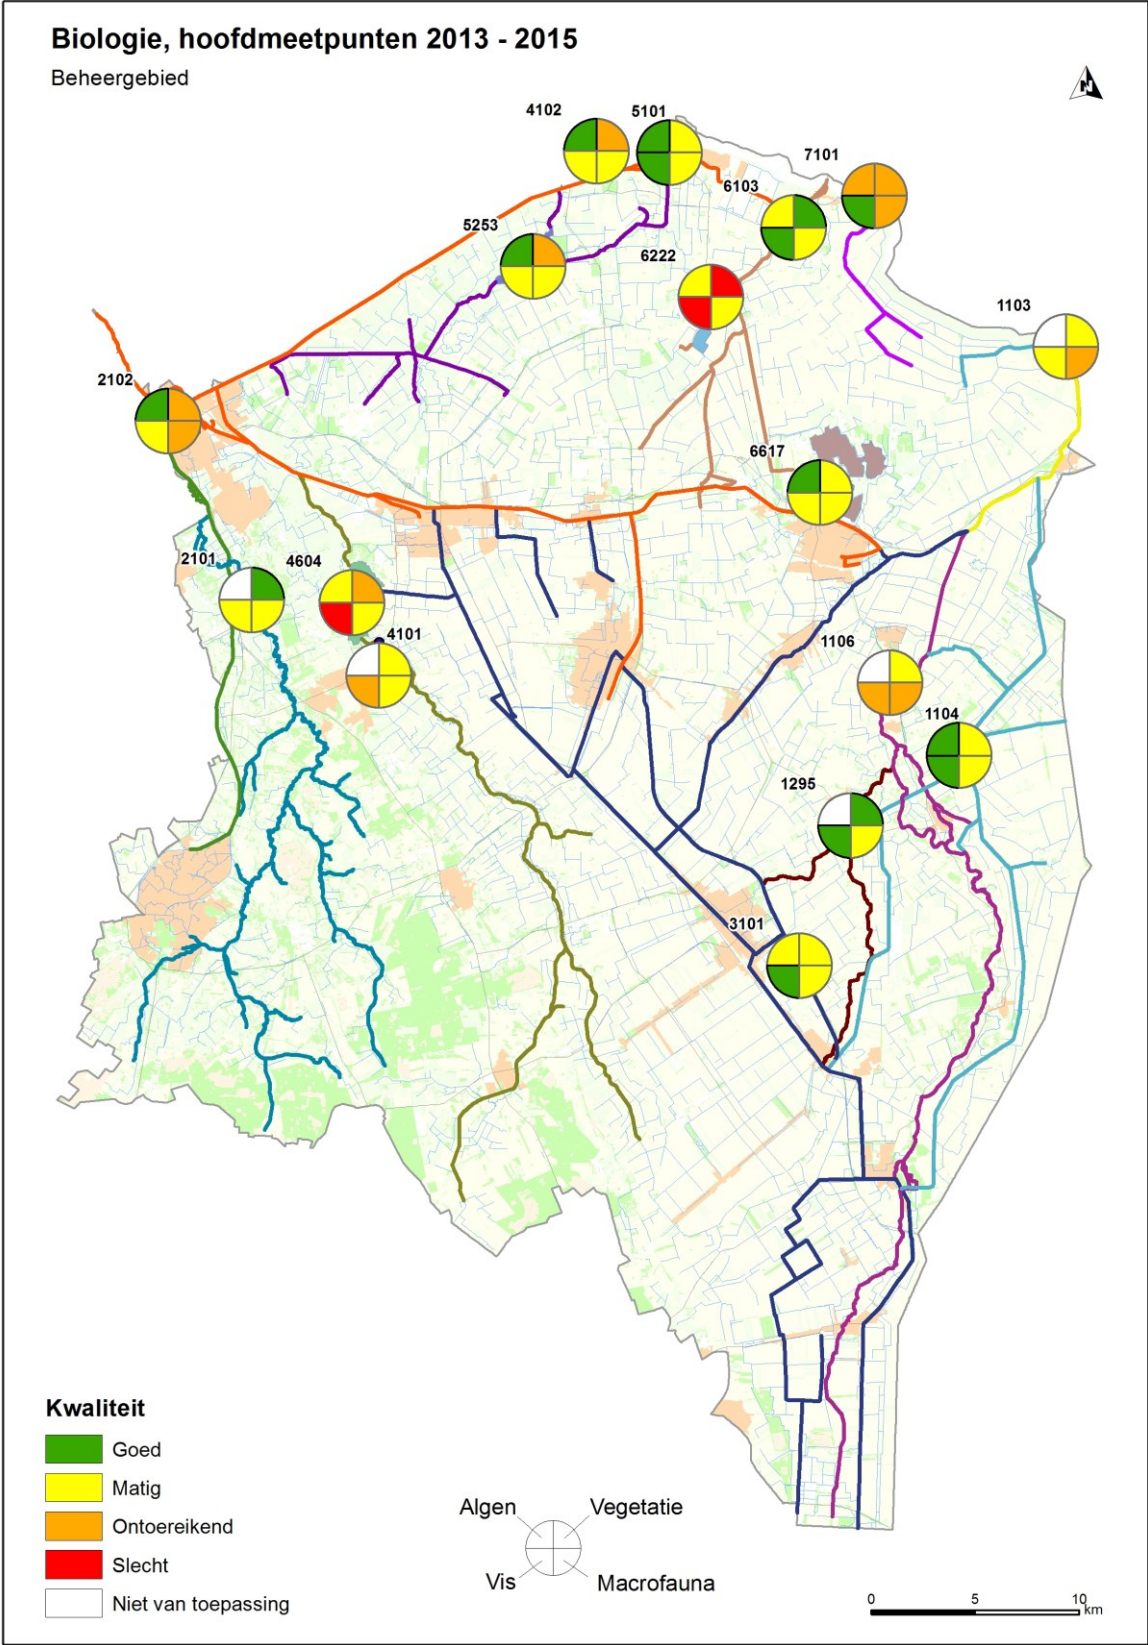 Biologie, hoofdmeetpunten 2013 - 2015
Beheergebied
N
4102
5101
7101
6103
5253
6222
1103
2102
6617
2101
4604
4101
1106
1104
1295
3101
Kwaliteit
Goed
Matig
Ontoereikend
Slecht
Niet van toepassing
Algen
Vegetatie
Vis
Macrofauna
0 5 10
km